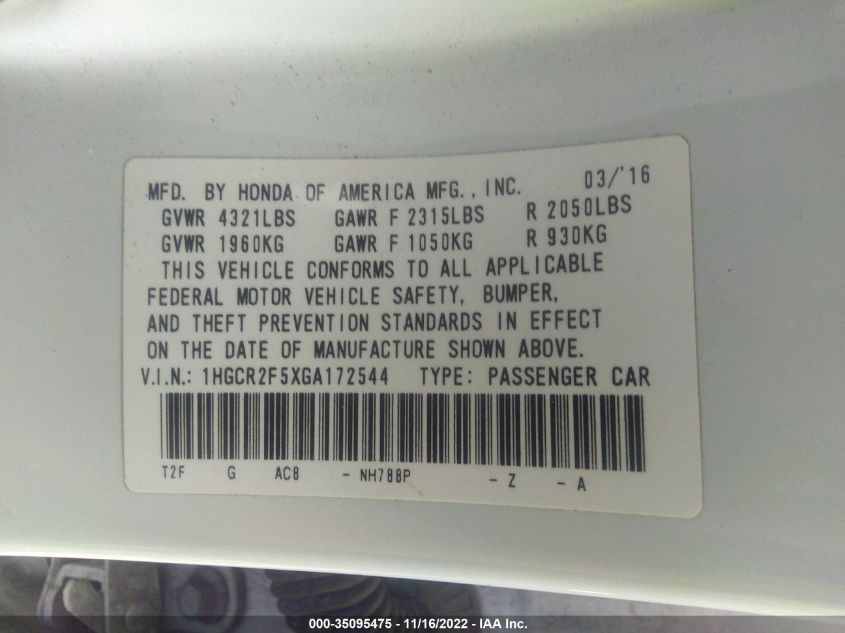 MFD. BY HONDA OF AMERICA MFG., INC. 03/'16
GVWR 4321LBS GAWR F 2315LBS R 2050LBS
GVWR 1960KG GAWR F 1050KG R 930KG
THIS VEHICLE CONFORMS TO ALL APPLICABLE
FEDERAL MOTOR VEHICLE SAFETY, BUMPER,
AND THEFT PREVENTION STANDARDS IN EFFECT
ON THE DATE OF MANUFACTURE SHOWN ABOVE.
V.I.N.: 1HGCR2F5XGA172544 TYPE: PASSENGER CAR
T2F G AC8 - NH788P - Z - A
000-35095475 - 11/16/2022 - IAA Inc.